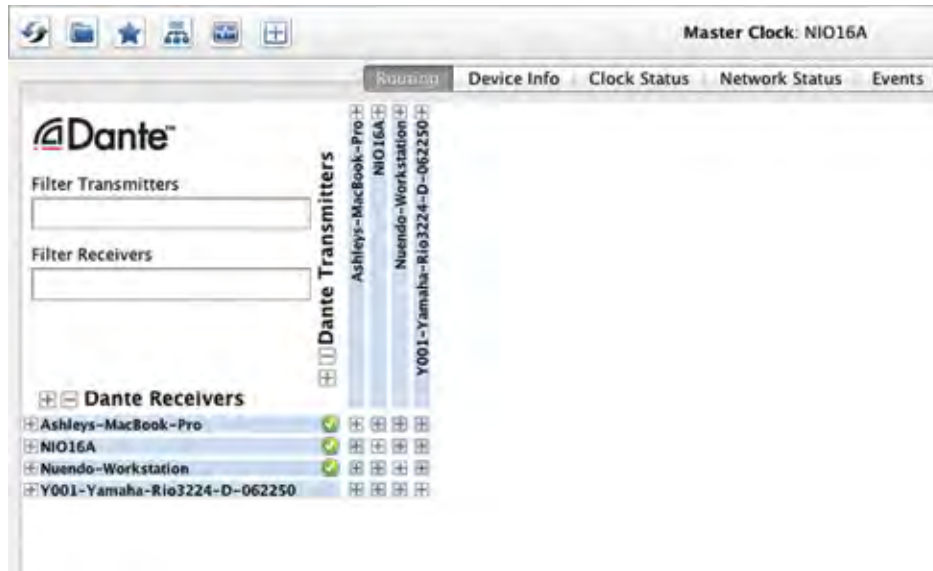 Master Clock: NIO16A
Routing
Device Info
Clock Status
Network Status
Events
Dante™
Filter Transmitters
Filter Receivers
Dante Transmitters
Ashleys-MacBook-Pro
NIO16A
Nuendo-Workstation
Y001-Yamaha-Rio3224-D-062250
Dante Receivers
Ashleys-MacBook-Pro
NIO16A
Nuendo-Workstation
Y001-Yamaha-Rio3224-D-062250